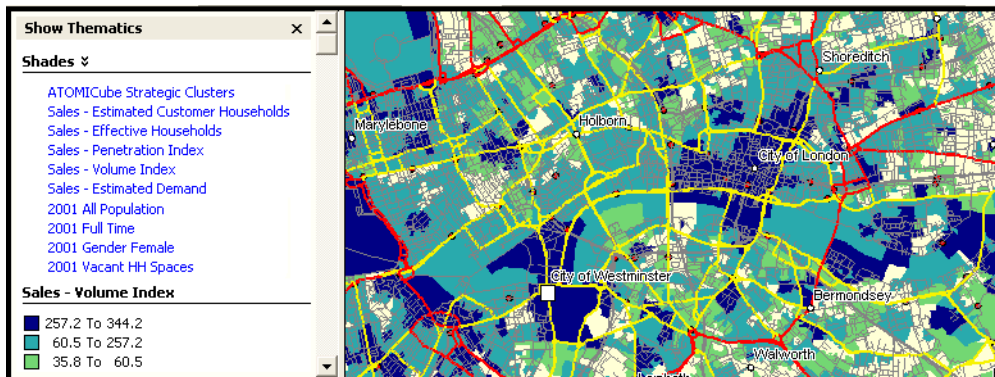 Show Thematics
Shades
ATOMICube Strategic Clusters
Sales - Estimated Customer Households
Sales - Effective Households
Sales - Penetration Index
Sales - Volume Index
Sales - Estimated Demand
2001 All Population
2001 Full Time
2001 Gender Female
2001 Vacant HH Spaces
Sales - Volume Index
257.2 To 344.2
60.5 To 257.2
35.8 To 60.5
Shoreditch
Marylebone
Holborn
City of London
City of Westminster
Bermondsey
Walworth